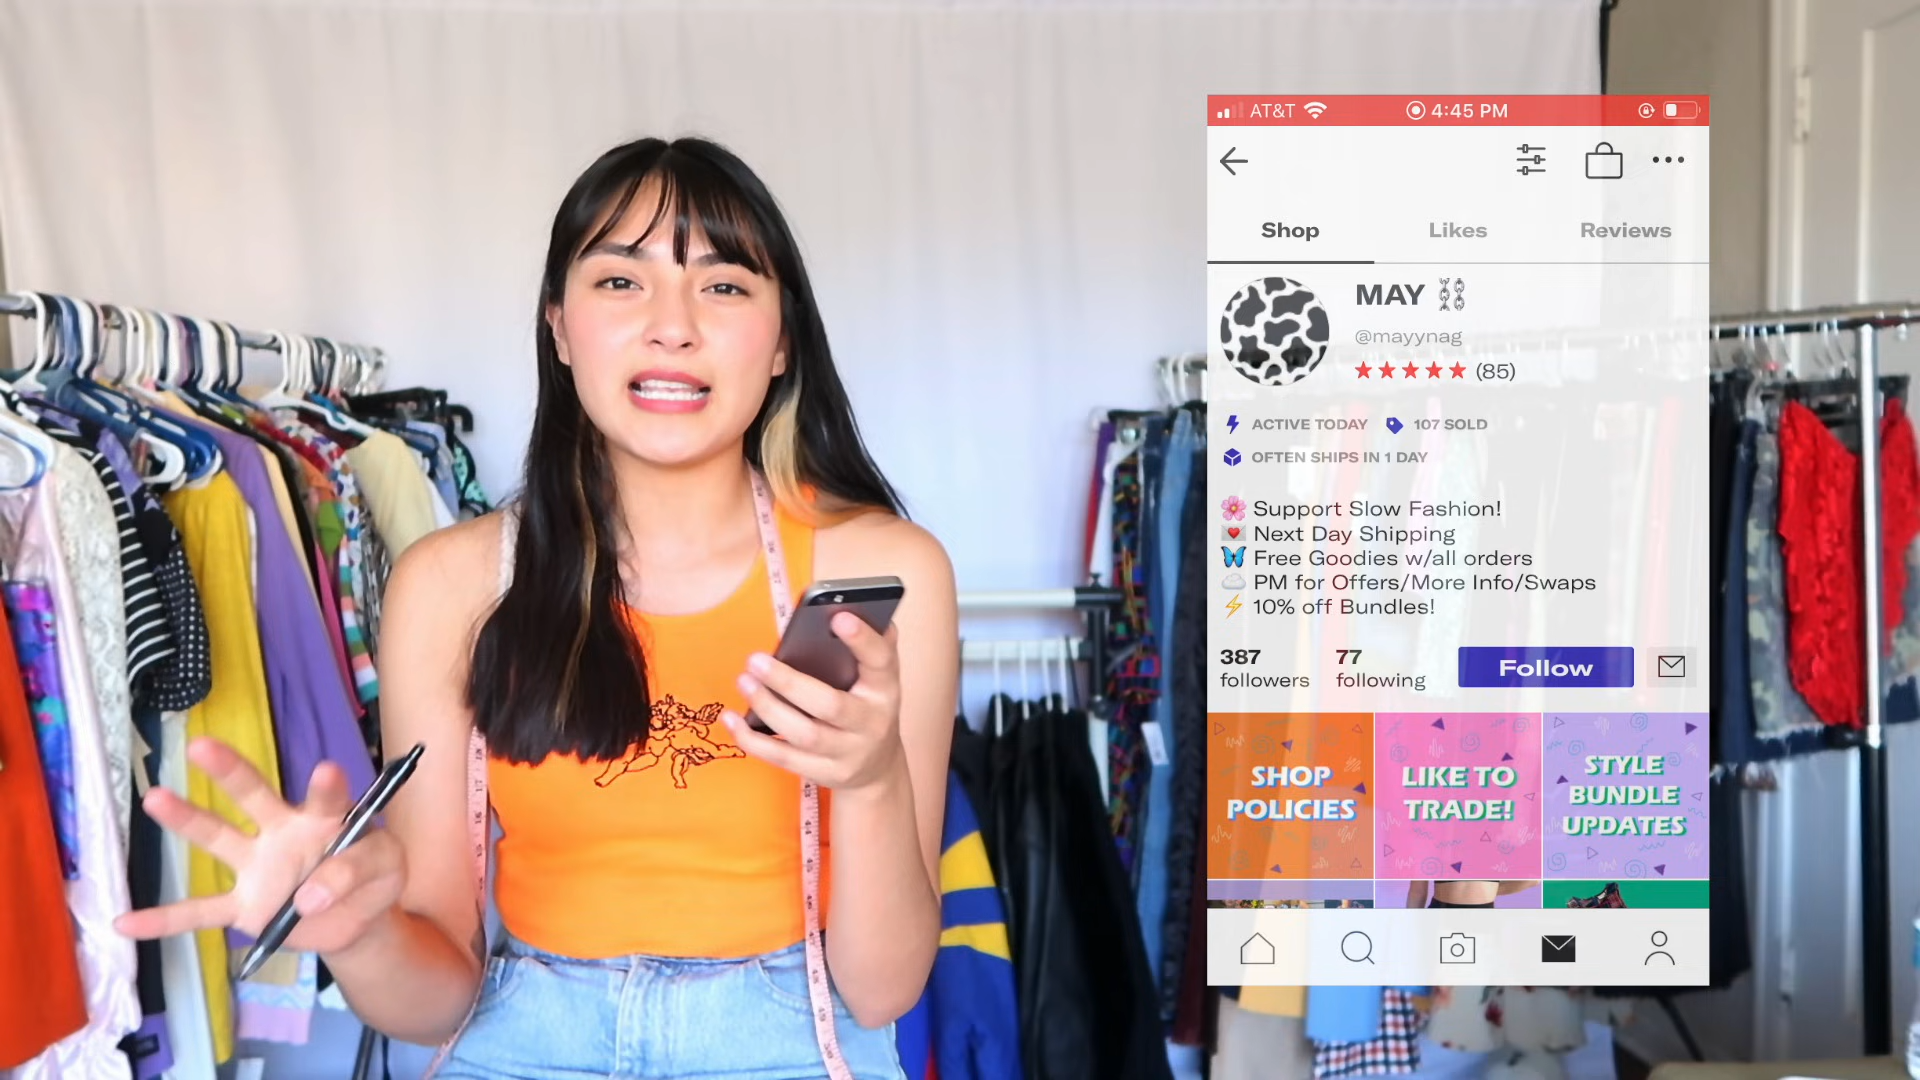 AT&T 4:45 PM
Shop Likes Reviews
MAY
@mayynag
(85)
ACTIVE TODAY 107 SOLD
OFTEN SHIPS IN 1 DAY
Support Slow Fashion!
Next Day Shipping
Free Goodies w/all orders
PM for Offers/More Info/Swaps
10% off Bundles!
387 77
followers following
Follow
SHOP
POLICIES
LIKE TO
TRADE!
STYLE
BUNDLE
UPDATES